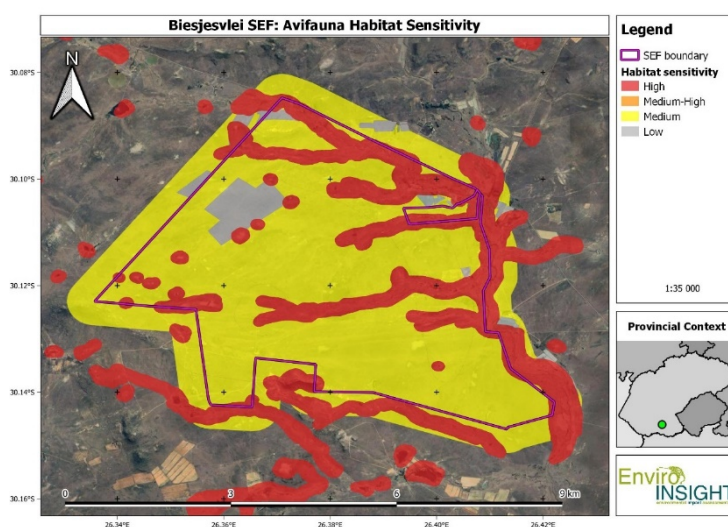 Biesjesvlei SEF: Avifauna Habitat Sensitivity
N
30.08°S
30.10°S
30.12°S
30.14°S
30.16°S
0 3 6 9 km
26.34°E 26.36°E 26.38°E 26.40°E 26.42°E
Legend
SEF boundary
Habitat sensitivity
High
Medium-High
Medium
Low
1:35 000
Provincial Context
Enviro
INSIGHT